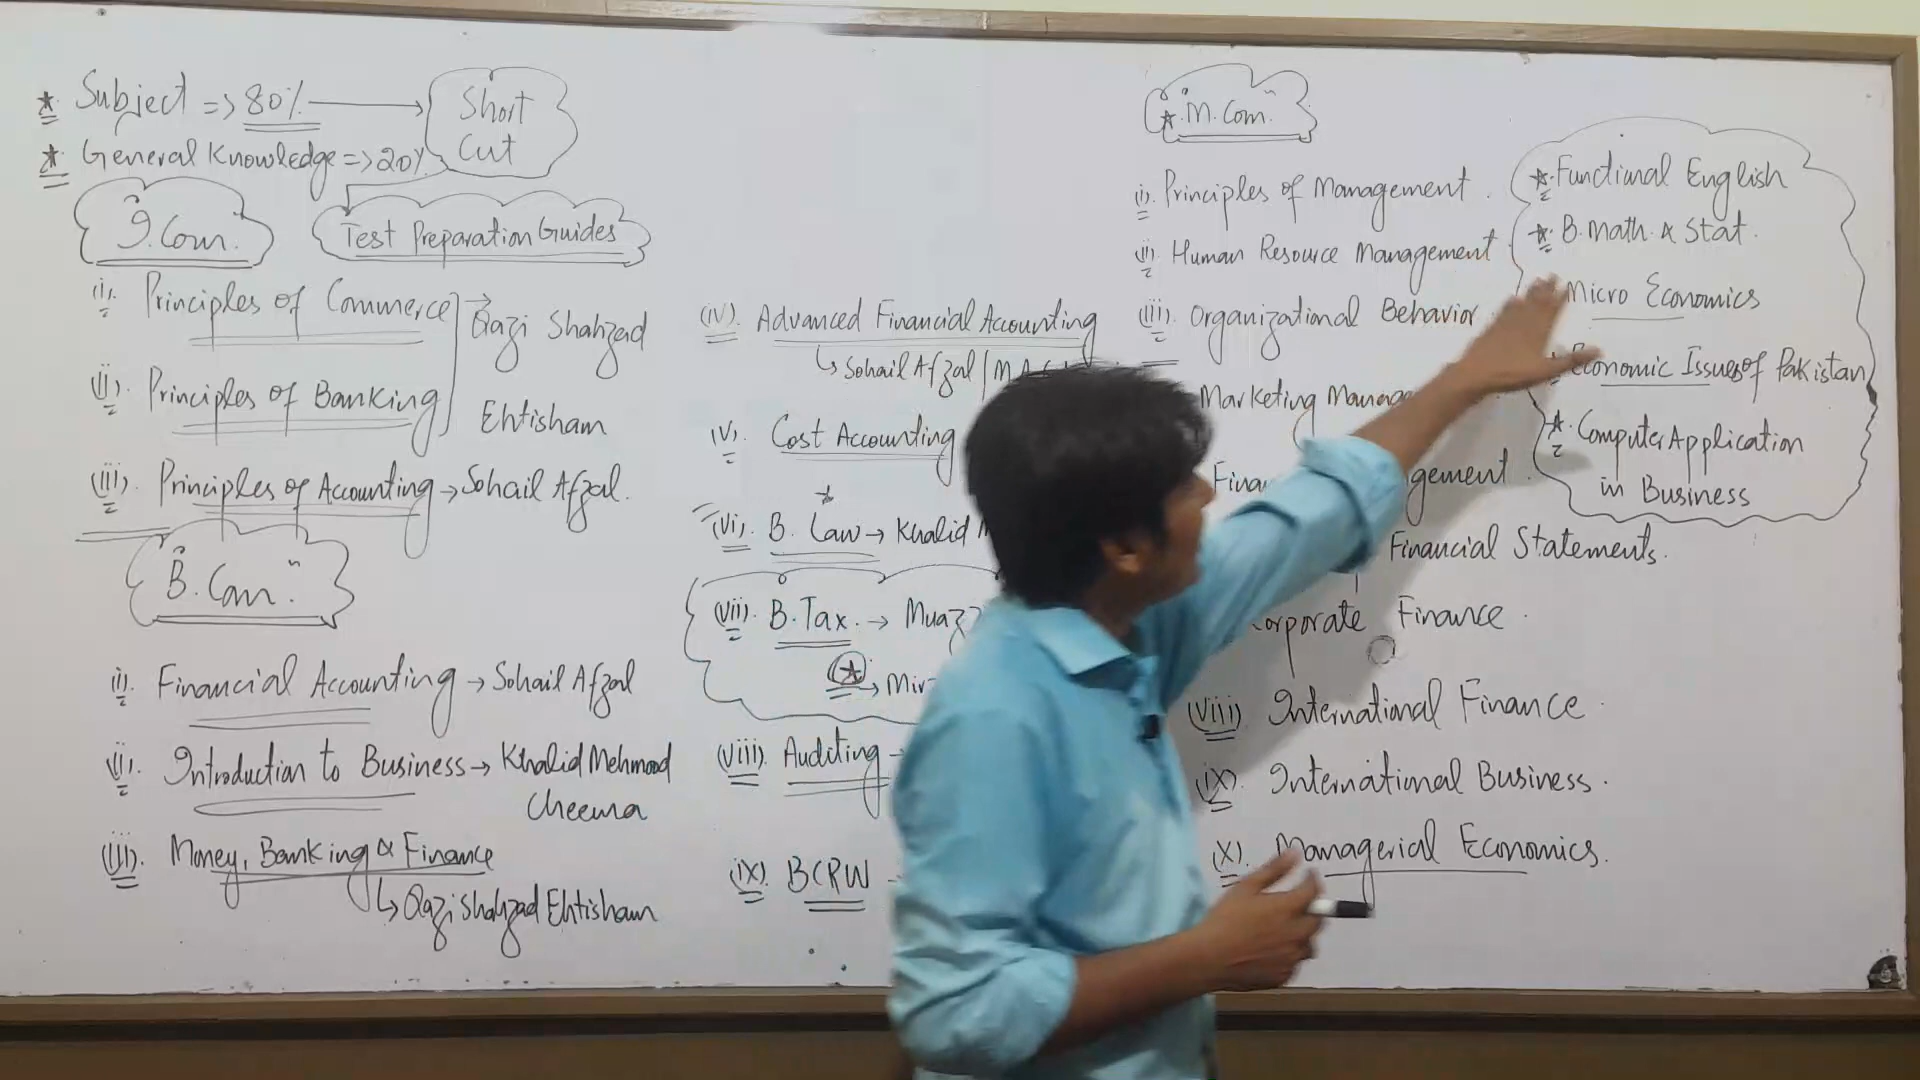 * Subject => 80% → Short Cut
* General Knowledge => 20%
"I.Com."
Test Preparation Guides
(i). Principles of Commerce → Qazi Shahzad
(ii). Principles of Banking Ehtisham
(iii). Principles of Accounting → Sohail Afzal.
"B.Com."
(i). Financial Accounting → Sohail Afzal
(ii). Introduction to Business → Khalid Mehmood
Cheema
(iii). Money, Banking & Finance
↳ Qazi Shahzad Ehtisham
(iv). Advanced Financial Accounting
↳ Sohail Afzal |
(v). Cost Accounting
*
(vi). B. Law → Khalid
(vii). B.Tax. →
* →
(viii). Auditing →
(ix). BCRW →
* "M.Com."
(i). Principles of Management.
(ii). Human Resource Management.
(iii). Organizational Behavior
Marketing
Financial Statements.
Finance.
(viii) International Finance.
(ix). International Business.
(x). Managerial Economics.
* Functional English
* B.Math. & Stat.
Micro Economics
Economic Issues of Pakistan
* Computer Application
in Business